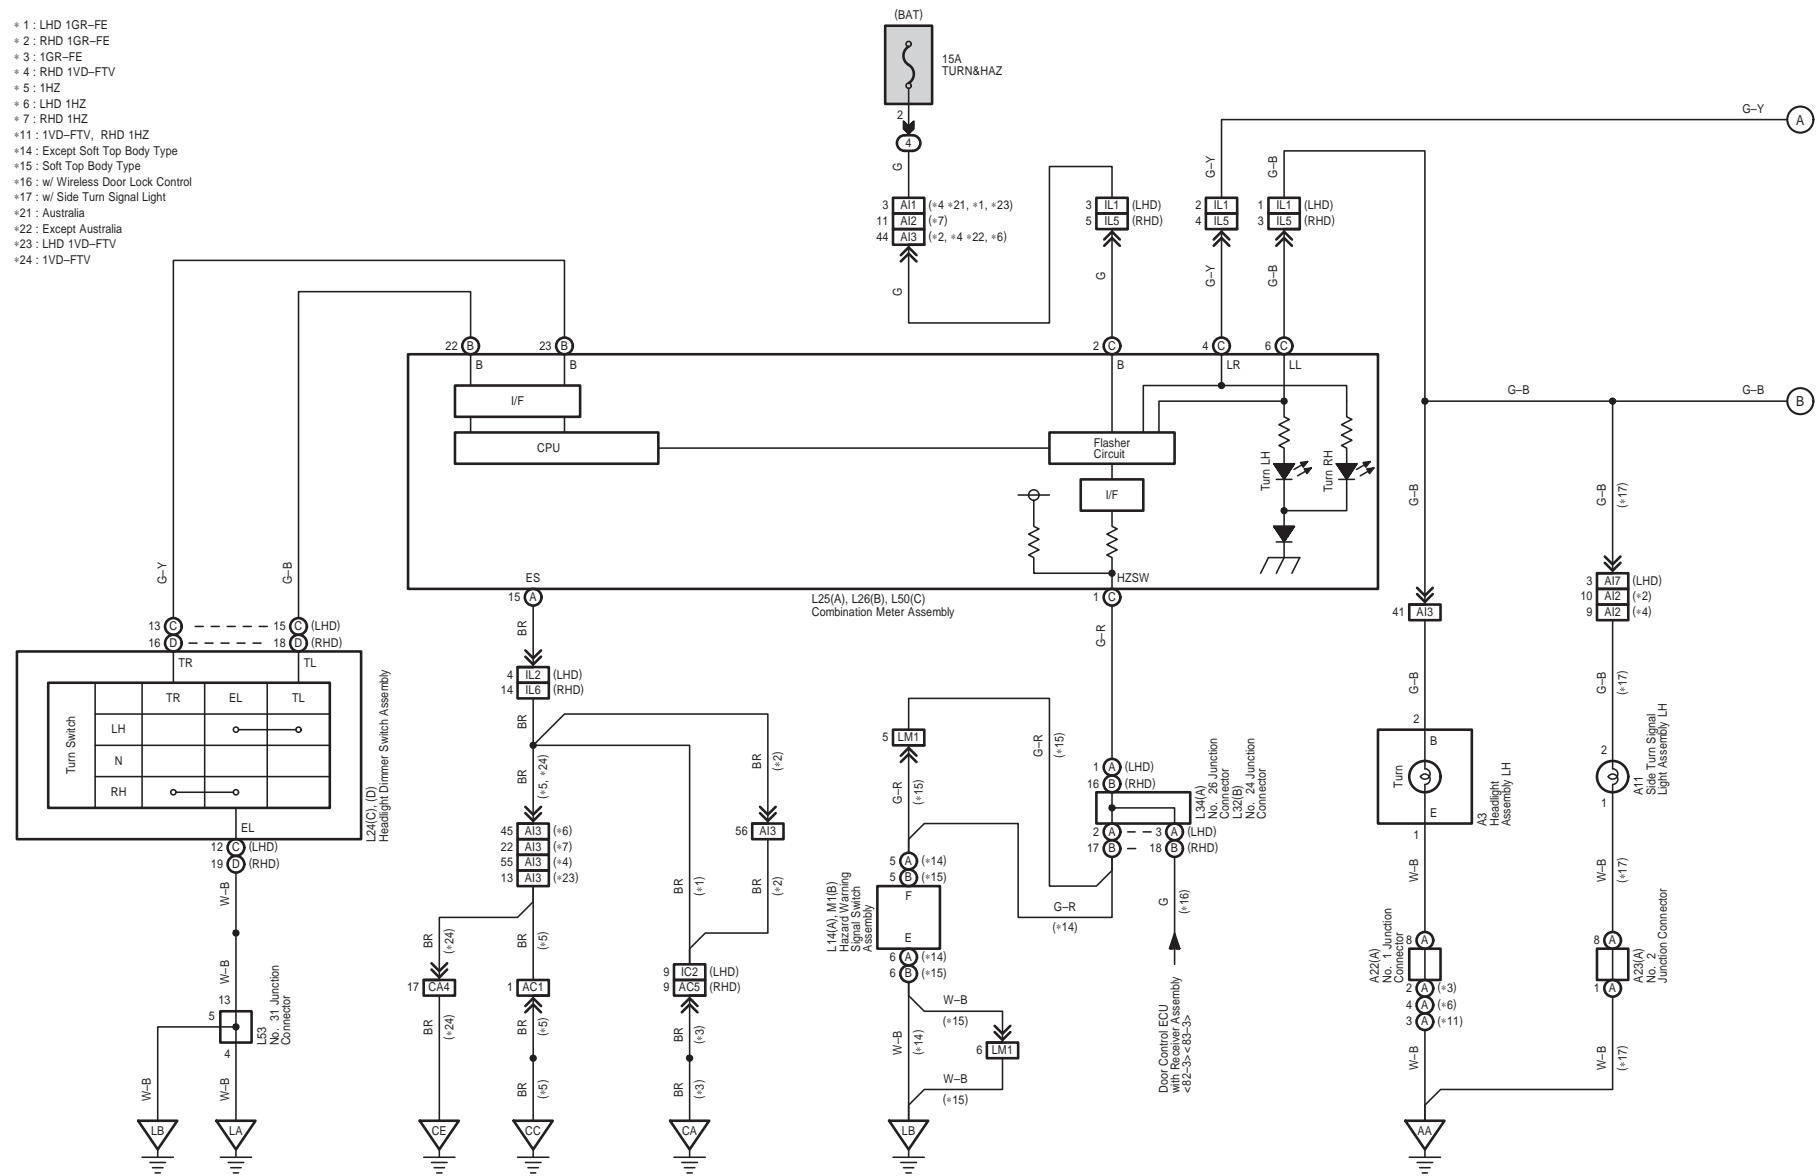 ∗ 1 : LHD 1GR–FE
∗ 2 : RHD 1GR–FE
∗ 3 : 1GR–FE
∗ 4 : RHD 1VD–FTV
∗ 5 : 1HZ
∗ 6 : LHD 1HZ
∗ 7 : RHD 1HZ
∗11 : 1VD–FTV, RHD 1HZ
∗14 : Except Soft Top Body Type
∗15 : Soft Top Body Type
∗16 : w/ Wireless Door Lock Control
∗17 : w/ Side Turn Signal Light
∗21 : Australia
∗22 : Except Australia
∗23 : LHD 1VD–FTV
∗24 : 1VD–FTV
(BAT)
15A
TURN&HAZ
2
4
G
3 AI1 (∗4 ∗21, ∗1, ∗23)
11 AI2 (∗7)
44 AI3 (∗2, ∗4 ∗22, ∗6)
G
3 IL1 (LHD)
5 IL5 (RHD)
G
G–Y
A
G–Y
G–B
2 IL1
4 IL5
1 IL1 (LHD)
3 IL5 (RHD)
G–Y
G–B
22 B
23 B
2 C
4 C
6 C
B
B
B
LR
LL
I/F
CPU
Flasher
Circuit
I/F
Turn LH
Turn RH
HZSW
ES
15 A
1 C
L25(A), L26(B), L50(C)
Combination Meter Assembly
G–B
G–B
B
G–Y
G–B
13 C
15 C (LHD)
16 D
18 D (RHD)
TR
TL
Turn Switch
TR
EL
TL
LH
N
RH
EL
L24(C), (D)
Headlight Dimmer Switch Assembly
12 C (LHD)
19 D (RHD)
W–B
W–B
13
5
4
L53
No. 31 Junction
Connector
W–B
W–B
LB
LA
BR
4 IL2 (LHD)
14 IL6 (RHD)
BR
BR
(∗5, ∗24)
BR
(∗2)
45 AI3 (∗6)
22 AI3 (∗7)
55 AI3 (∗4)
13 AI3 (∗23)
56 AI3
BR
(∗1)
BR
(∗2)
BR
(∗24)
BR
(∗5)
17 CA4
1 AC1
9 IC2 (LHD)
9 AC5 (RHD)
BR
(∗24)
BR
(∗5)
BR
(∗3)
BR
(∗5)
BR
(∗3)
CE
CC
CA
G–R
5 LM1
G–R
(∗15)
G–R
(∗15)
1 A (LHD)
16 B (RHD)
L34(A)
No. 26 Junction
Connector
L32(B)
No. 24 Junction
Connector
2 A
3 A (LHD)
17 B
18 B (RHD)
5 A (∗14)
5 B (∗15)
F
E
L14(A), M1(B)
Hazard Warning
Signal Switch
Assembly
6 A (∗14)
6 B (∗15)
G–R
(∗14)
G
(∗16)
Door Control ECU
with Receiver Assembly
<82–3><83–3>
W–B
(∗15)
W–B
(∗14)
6 LM1
W–B
(∗15)
LB
G–B
G–B
(∗17)
41 AI3
3 AI7 (LHD)
10 AI2 (∗2)
9 AI2 (∗4)
G–B
G–B
(∗17)
2
B
Turn
E
1
A3
Headlight
Assembly LH
2
1
A11
Side Turn Signal
Light Assembly LH
W–B
W–B
(∗17)
8 A
A22(A)
No. 1 Junction
Connector
2 A (∗3)
4 A (∗6)
3 A (∗11)
8 A
1 A
A23(A)
No. 2
Junction Connector
W–B
W–B
(∗17)
AA